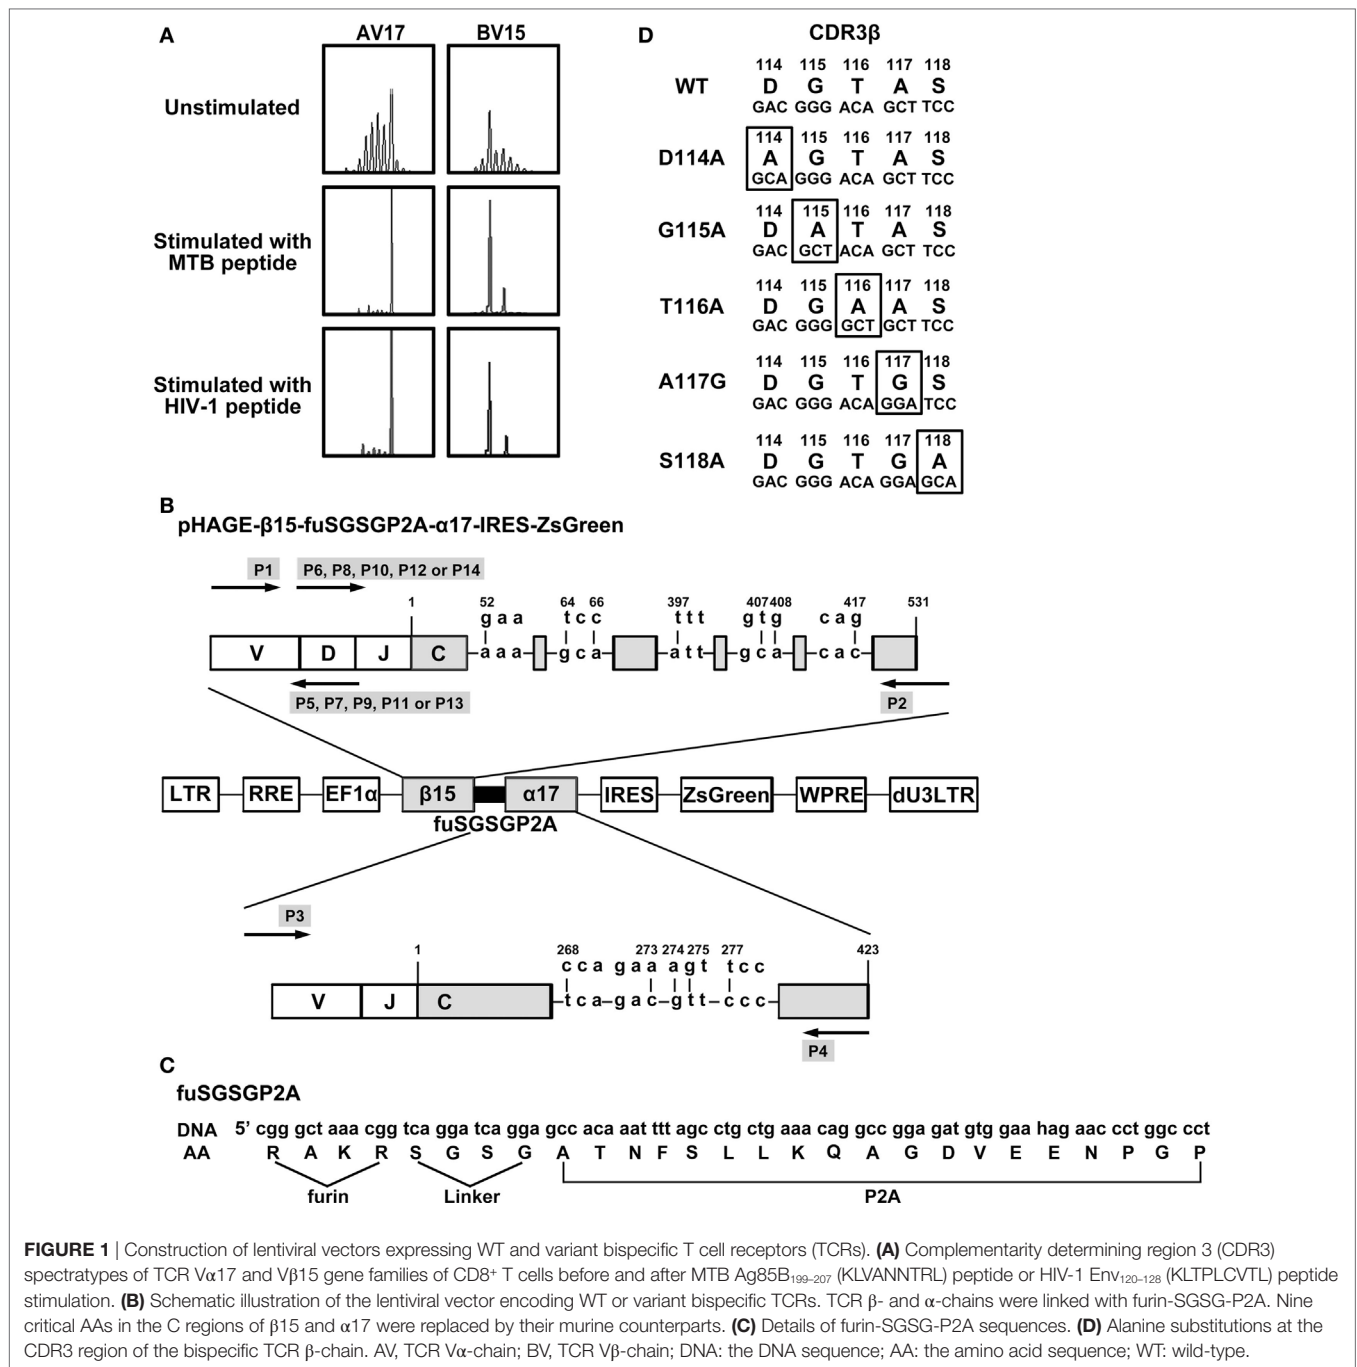 A
AV17
BV15
Unstimulated
Stimulated with
MTB peptide
Stimulated with
HIV-1 peptide
D
CDR3β
114 115 116 117 118
WT D G T A S
GAC GGG ACA GCT TCC
114 115 116 117 118
D114A A G T A S
GCA GGG ACA GCT TCC
114 115 116 117 118
G115A D A T A S
GAC GCT ACA GCT TCC
114 115 116 117 118
T116A D G A A S
GAC GGG GCT GCT TCC
114 115 116 117 118
A117G D G T G S
GAC GGG ACA GGA TCC
114 115 116 117 118
S118A D G T G A
GAC GGG ACA GGA GCA
B
pHAGE-β15-fuSGSGP2A-α17-IRES-ZsGreen
P1 P6, P8, P10, P12 or P14
1 52 64 66 397 407 408 417 531
g a a t c c t t t g t g c a g
V D J C a a a g c a a t t g c a c a c
P5, P7, P9, P11 or P13 P2
LTR RRE EF1α β15 α17 IRES ZsGreen WPRE dU3LTR
fuSGSGP2A
P3
1 268 273 274 275 277 423
c c a g a a a g t t c c
V J C t c a - g a c - g t t - c c c
P4
C
fuSGSGP2A
DNA 5’ cgg gct aaa cgg tca gga tca gga gcc aca aat ttt agc ctg ctg aaa cag gcc gga gat gtg gaa hag aac cct ggc cct
AA R A K R S G S G A T N F S L L K Q A G D V E E N P G P
furin Linker P2A
FIGURE 1 | Construction of lentiviral vectors expressing WT and variant bispecific T cell receptors (TCRs). (A) Complementarity determining region 3 (CDR3)
spectratypes of TCR Vα17 and Vβ15 gene families of CD8+ T cells before and after MTB Ag85B199–207 (KLVANNTRL) peptide or HIV-1 Env120–128 (KLTPLCVTL) peptide
stimulation. (B) Schematic illustration of the lentiviral vector encoding WT or variant bispecific TCRs. TCR β- and α-chains were linked with furin-SGSG-P2A. Nine
critical AAs in the C regions of β15 and α17 were replaced by their murine counterparts. (C) Details of furin-SGSG-P2A sequences. (D) Alanine substitutions at the
CDR3 region of the bispecific TCR β-chain. AV, TCR Vα-chain; BV, TCR Vβ-chain; DNA: the DNA sequence; AA: the amino acid sequence; WT: wild-type.